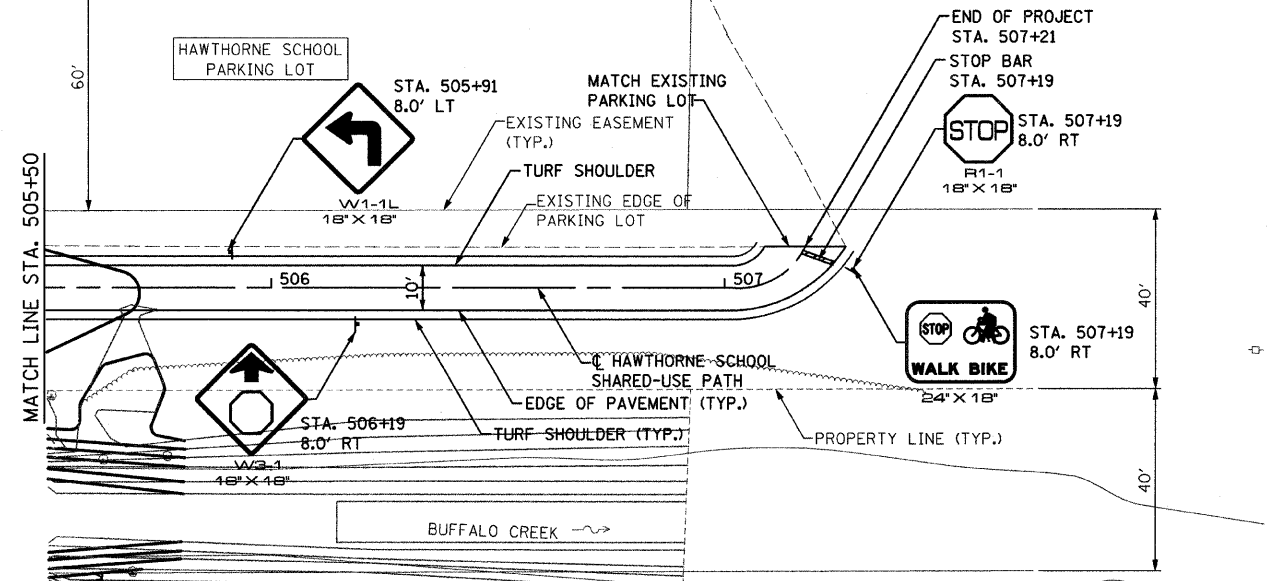 60'
HAWTHORNE SCHOOL
PARKING LOT
STA. 505+91
8.0' LT
W1-1L
18" X 18"
EXISTING EASEMENT
(TYP.)
TURF SHOULDER
EXISTING EDGE OF
PARKING LOT
MATCH EXISTING
PARKING LOT
END OF PROJECT
STA. 507+21
STOP BAR
STA. 507+19
STOP
STA. 507+19
8.0' RT
R1-1
18" X 18"
MATCH LINE STA. 505+50
506
10'
507
40'
STOP
WALK BIKE
STA. 507+19
8.0' RT
24" X 18"
℄ HAWTHORNE SCHOOL
SHARED-USE PATH
EDGE OF PAVEMENT (TYP.)
STA. 506+19
8.0' RT
W3-1
18" X 18"
TURF SHOULDER (TYP.)
PROPERTY LINE (TYP.)
40'
BUFFALO CREEK